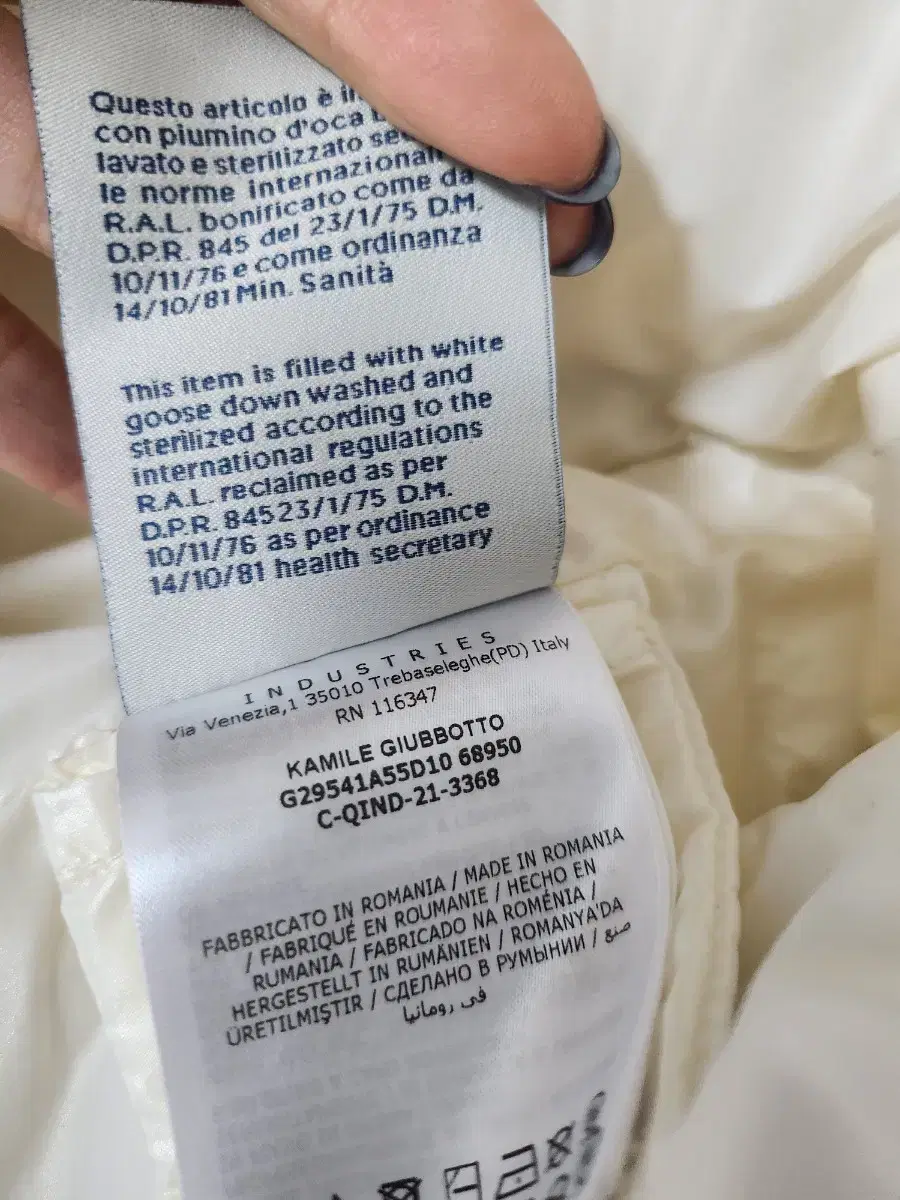 Questo articolo è
con piumino d'oca
lavato e sterilizzato
le norme internazionali
R.A.L. bonificato come da
D.P.R. 845 del 23/1/75 D.M.
10/11/76 e come ordinanza
14/10/81 Min. Sanità
This item is filled with white
goose down washed and
sterilized according to the
international regulations
R.A.L. reclaimed as per
D.P.R. 84523/1/75 D.M.
10/11/76 as per ordinance
14/10/81 health secretary
INDUSTRIES
Via Venezia,1 35010 Trebaseleghe(PD) Italy
RN 116347
KAMILE GIUBBOTTO
G29541A55D10 68950
C-QIND-21-3368
FABBRICATO IN ROMANIA / MADE IN ROMANIA
/ FABRIQUÉ EN ROUMANIE / HECHO EN
RUMANIA / FABRICADO NA ROMÉNIA /
HERGESTELLT IN RUMÄNIEN / ROMANYA'DA
ÜRETILMIŞTIR / СДЕЛАНО В РУМЫНИИ / صنع
في رومانيا